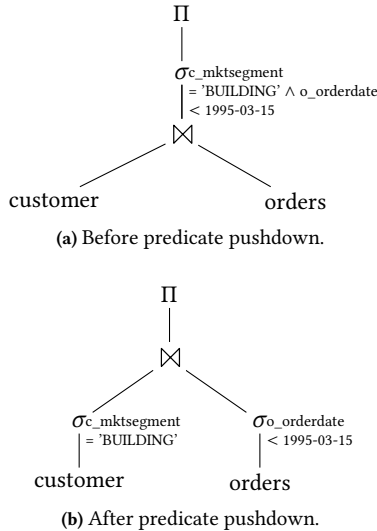 Π
σc_mktsegment
= 'BUILDING' ∧ o_orderdate
< 1995-03-15
⋈
customer orders
(a) Before predicate pushdown.
Π
⋈
σc_mktsegment σo_orderdate
= 'BUILDING' < 1995-03-15
customer orders
(b) After predicate pushdown.